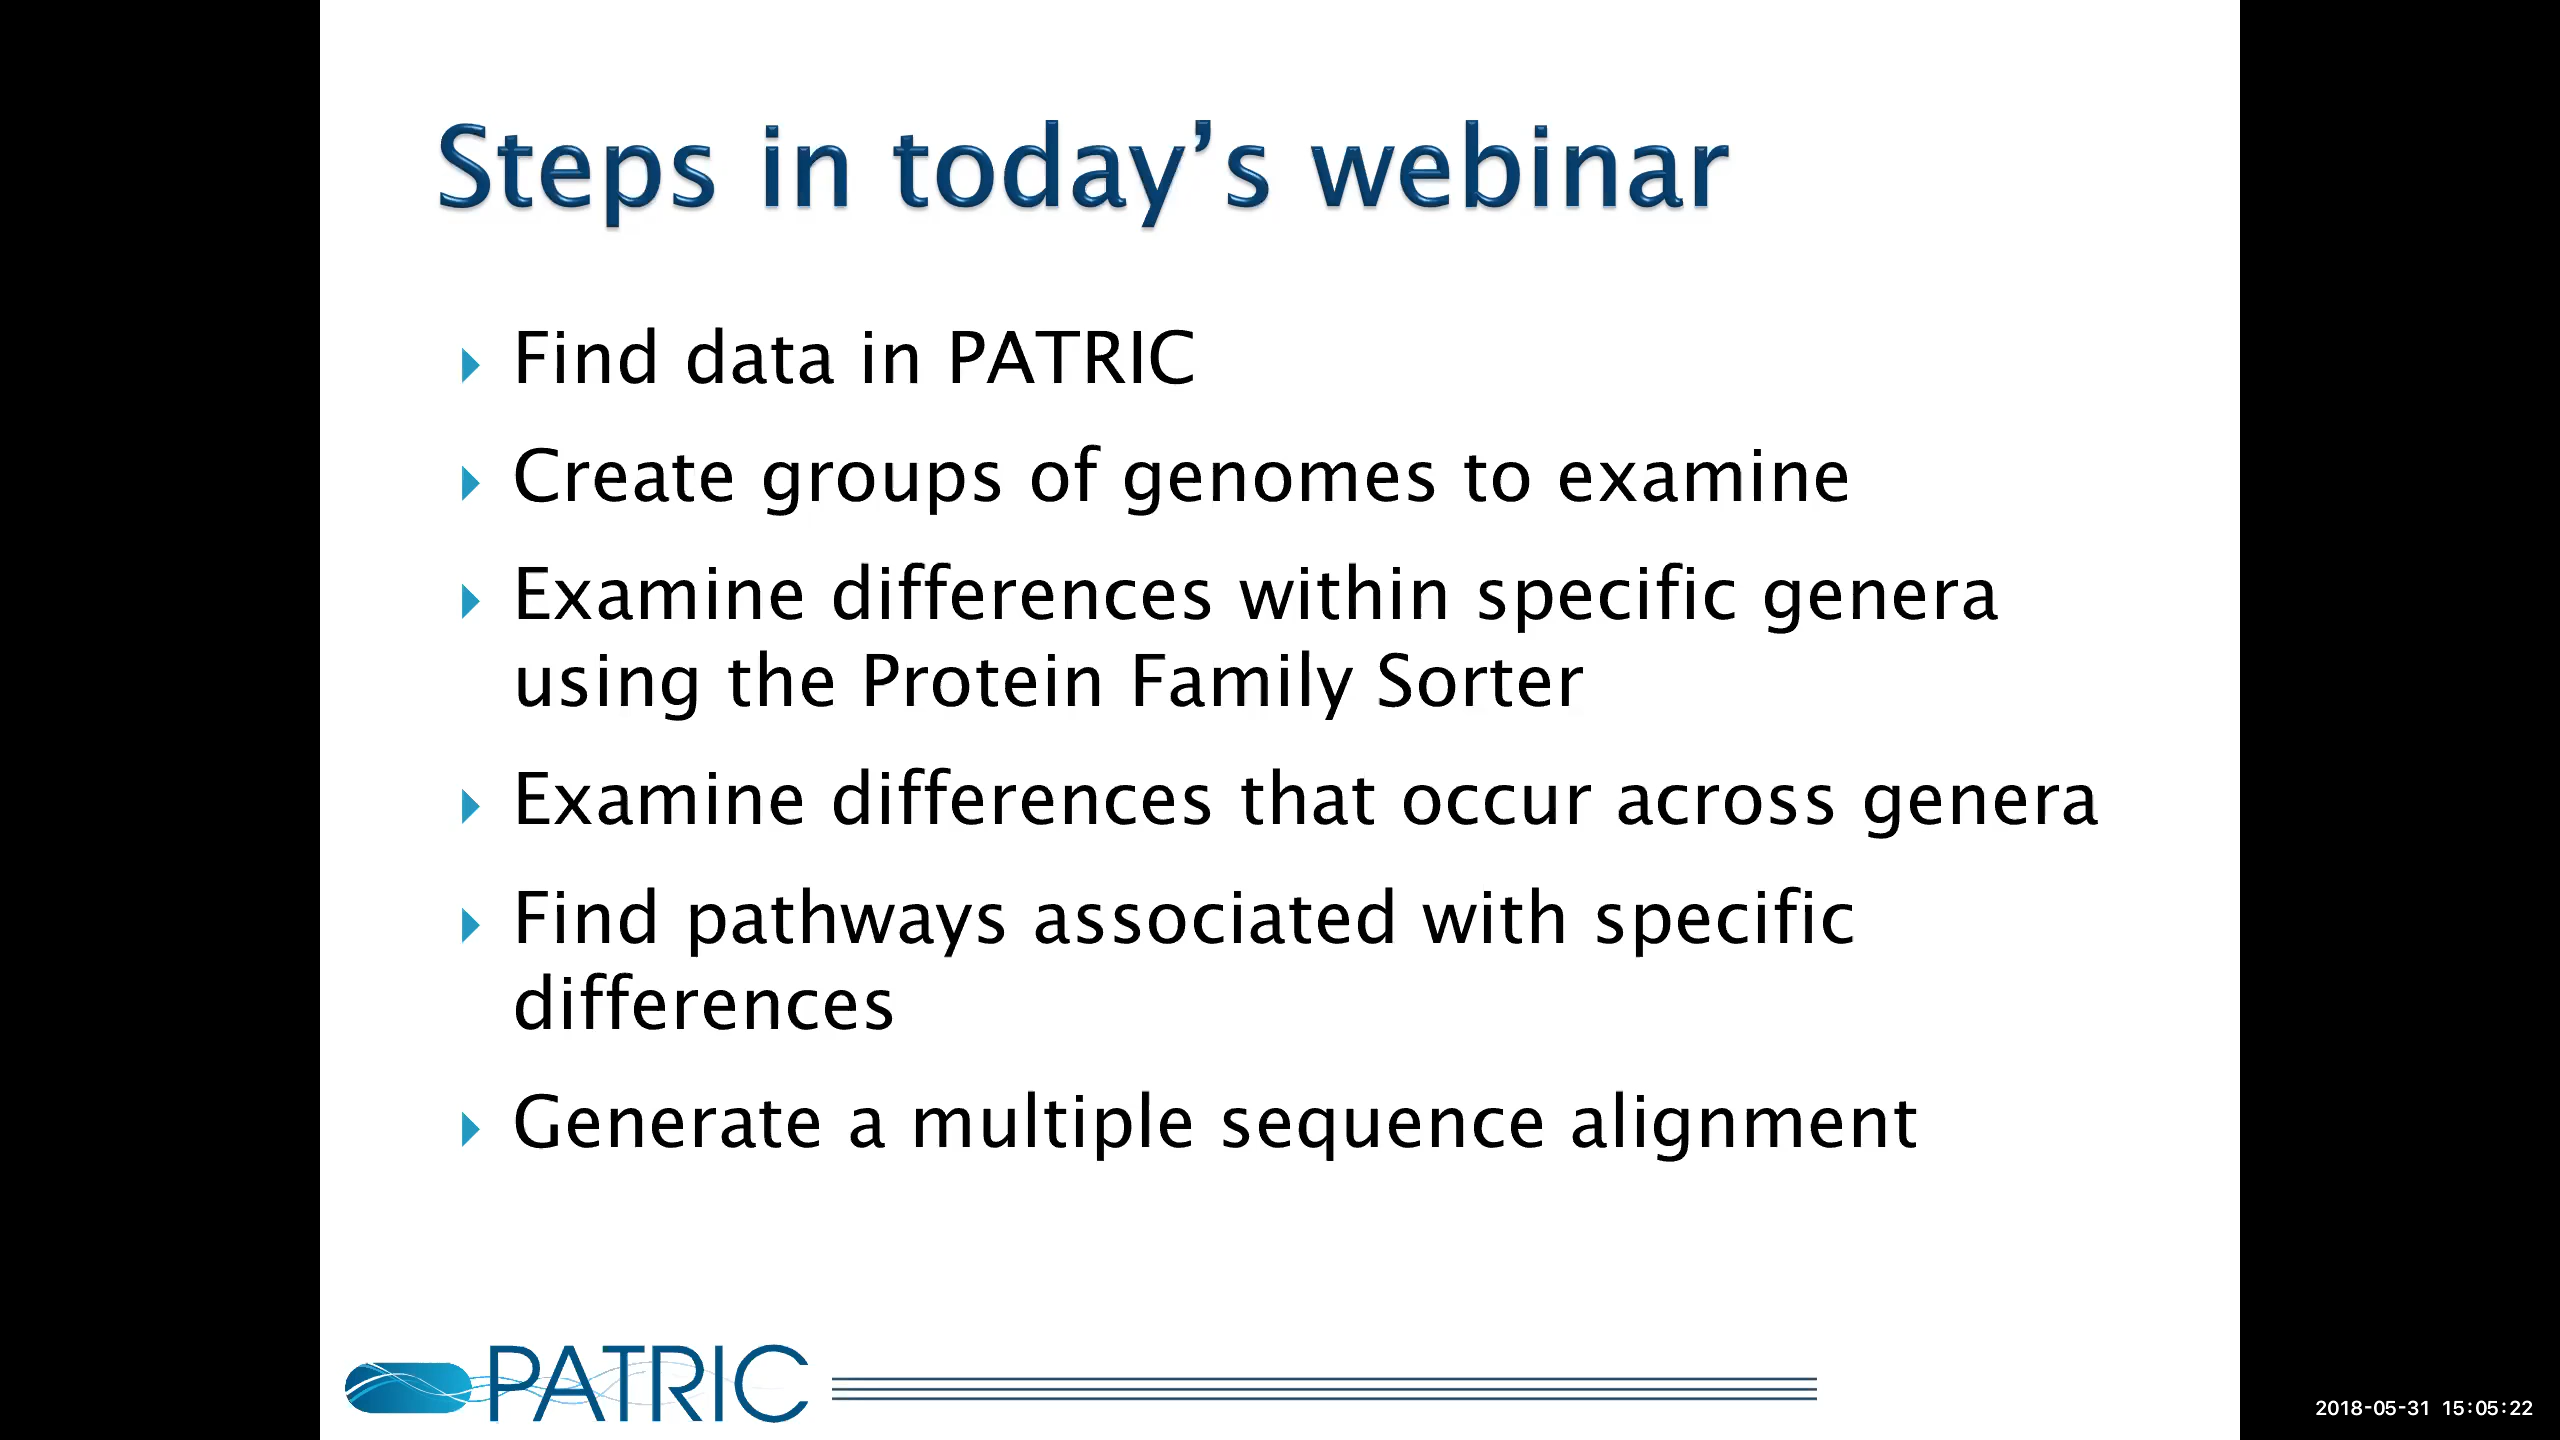 Steps in today’s webinar
Find data in PATRIC
Create groups of genomes to examine
Examine differences within specific genera
using the Protein Family Sorter
Examine differences that occur across genera
Find pathways associated with specific
differences
Generate a multiple sequence alignment
PATRIC
2018-05-31 15:05:22